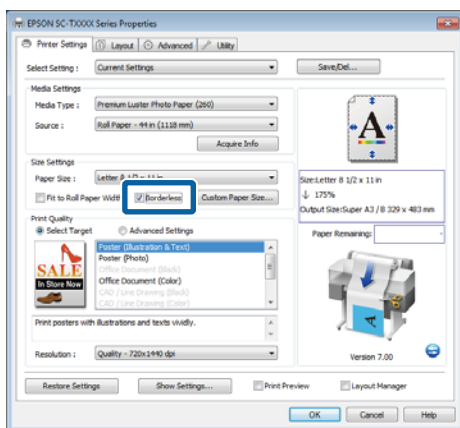 EPSON SC-TXXXX Series Properties
Printer Settings Layout Advanced Utility
Select Setting : Current Settings Save/Del...
Media Settings
Media Type : Premium Luster Photo Paper (260)
Source : Roll Paper - 44 in (1118 mm)
Acquire Info
Size Settings
Paper Size : Letter 8 1/2 x 11 in
Fit to Roll Paper Width Borderless Custom Paper Size...
Print Quality
Select Target Advanced Settings
Poster (Illustration & Text)
Poster (Photo)
Office Document (Black)
Office Document (Color)
CAD / Line Drawing (Black)
CAD / Line Drawing (Color)
SALE
In Store Now
Print posters with illustrations and texts vividly.
Resolution : Quality - 720x1440 dpi
A
Size:Letter 8 1/2 x 11 in
↓ 175%
Output Size:Super A3 / B 329 x 483 mm
Paper Remaining: -
A
Version 7.00
Restore Settings Show Settings... Print Preview Layout Manager
OK Cancel Help